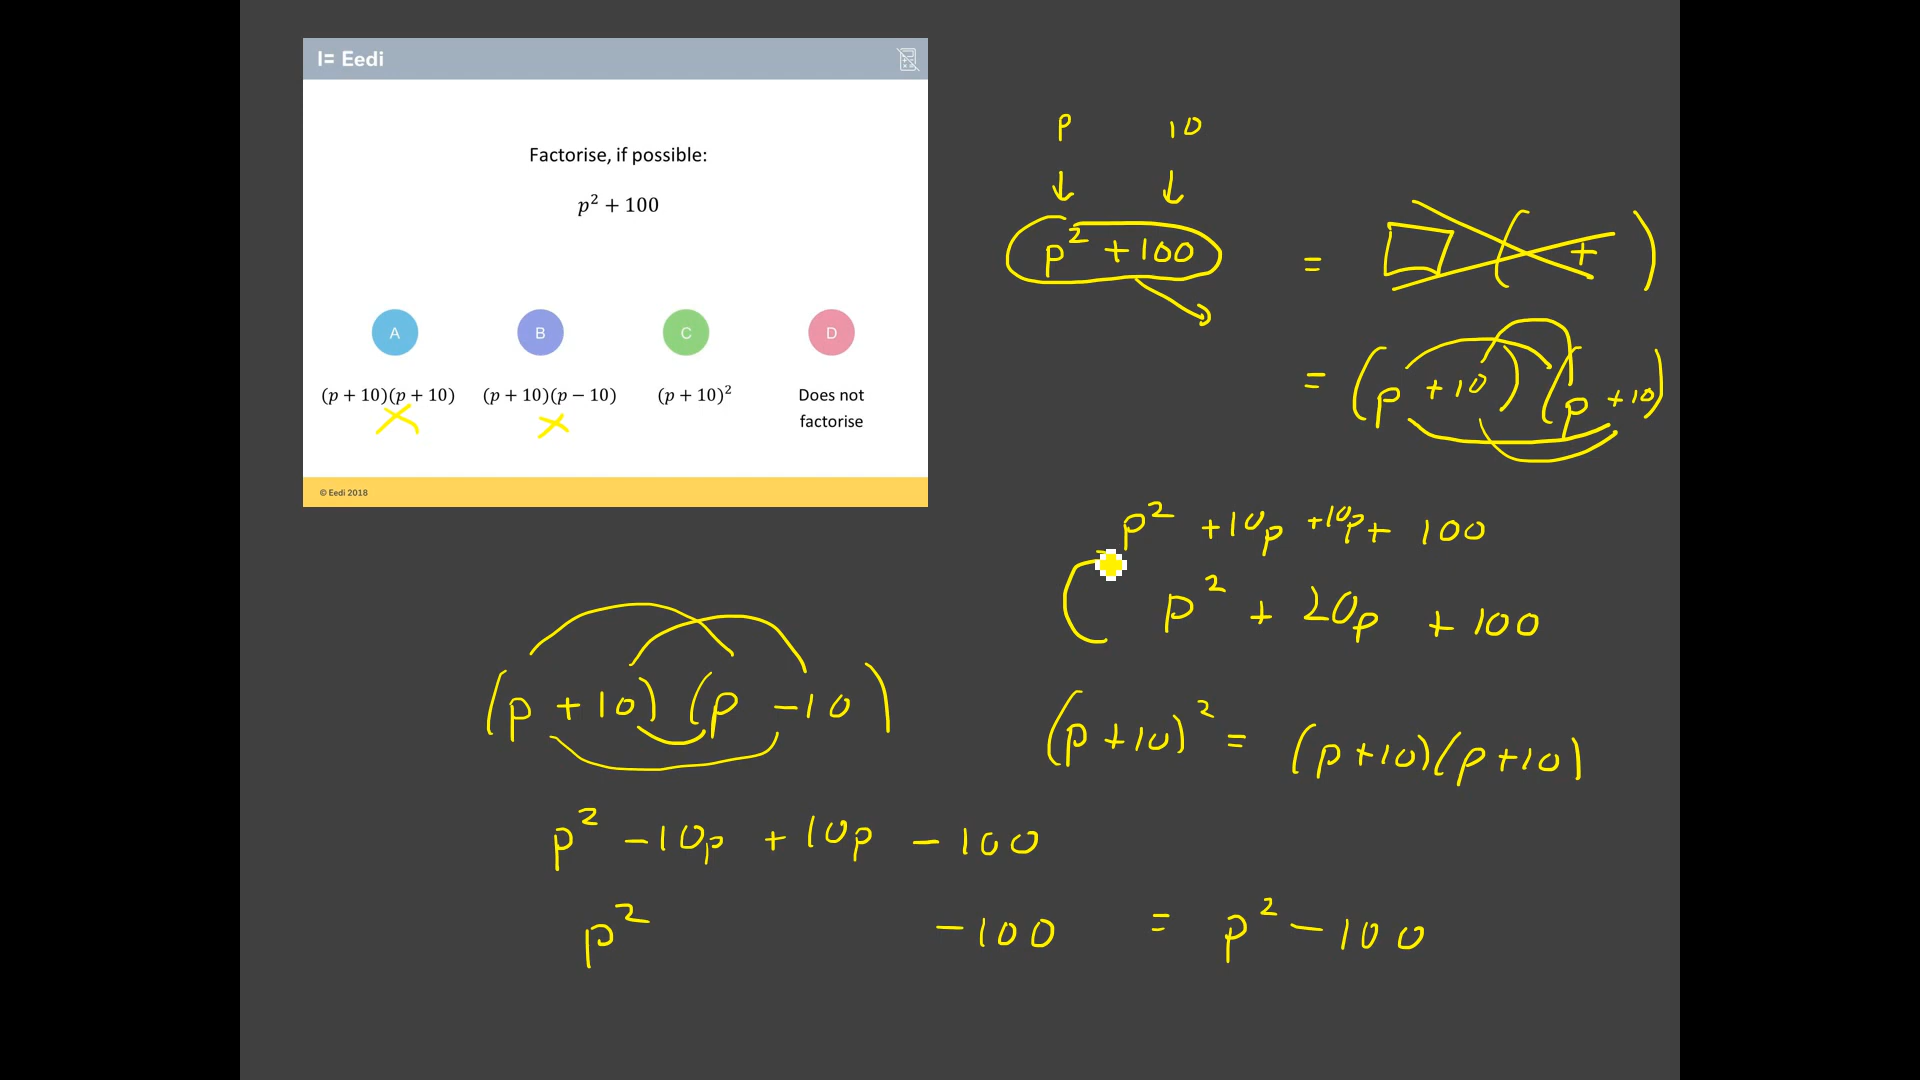 I= Eedi
Factorise, if possible:
p² + 100
A B C D
(p + 10)(p + 10) (p + 10)(p − 10) (p + 10)² Does not
factorise
© Eedi 2018
p 10
p² + 100 = ( + )
= (p + 10)(p + 10)
p² + 10p + 10p + 100
p² + 20p + 100
(p + 10)² = (p + 10)(p + 10)
(p + 10)(p − 10)
p² − 10p + 10p − 100
p² − 100 = p² − 100